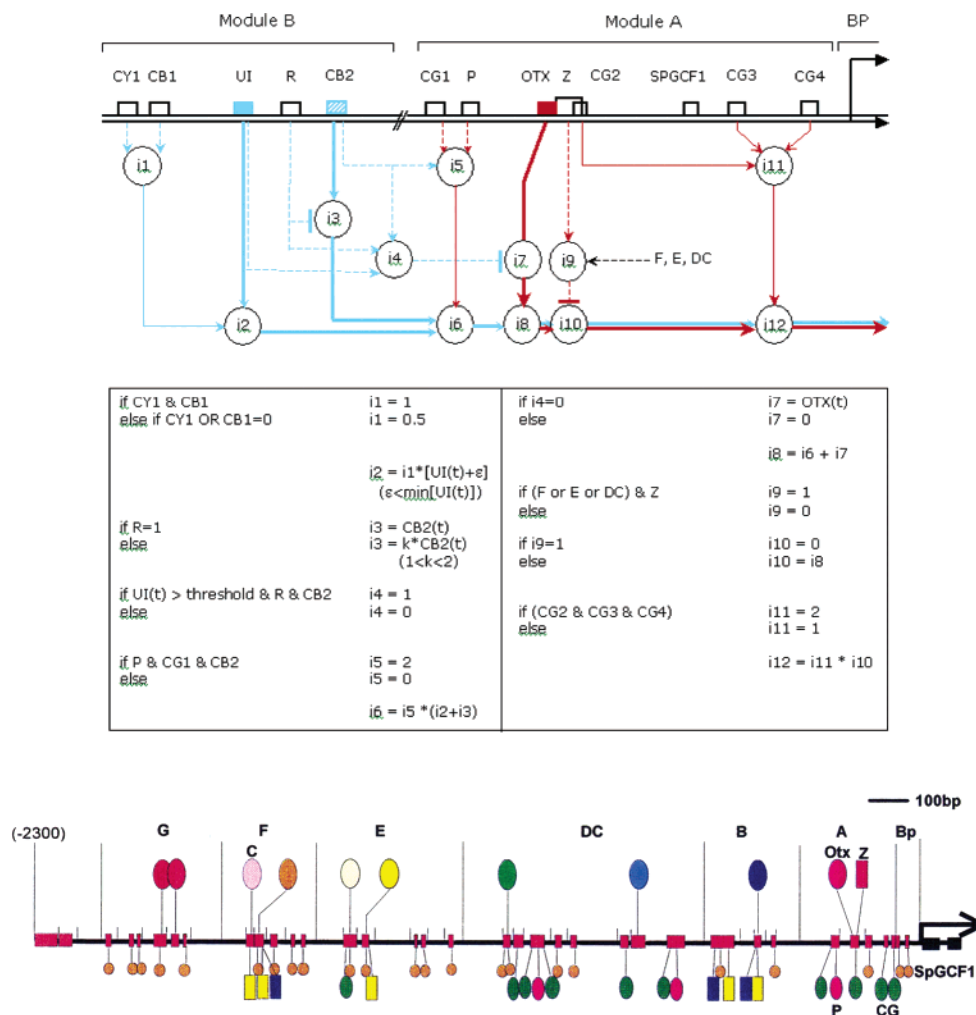 Module B
Module A
BP
CY1 CB1 UI R CB2 CG1 P OTX Z CG2 SPGCF1 CG3 CG4
i1
i5
i11
i3
i4
i7
i9
F, E, DC
i2
i6
i8
i10
i12
if CY1 & CB1 i1 = 1
else if CY1 OR CB1=0 i1 = 0.5
i2 = i1*[UI(t)+ε]
(ε<min[UI(t)])
if R=1 i3 = CB2(t)
else i3 = k*CB2(t)
(1<k<2)
if UI(t) > threshold & R & CB2 i4 = 1
else i4 = 0
if P & CG1 & CB2 i5 = 2
else i5 = 0
i6 = i5 *(i2+i3)
if i4=0 i7 = OTX(t)
else i7 = 0
i8 = i6 + i7
if (F or E or DC) & Z i9 = 1
else i9 = 0
if i9=1 i10 = 0
else i10 = i8
if (CG2 & CG3 & CG4) i11 = 2
else i11 = 1
i12 = i11 * i10
100bp
(-2300)
G F E DC B A Bp
C Otx Z
SpGCF1
P CG